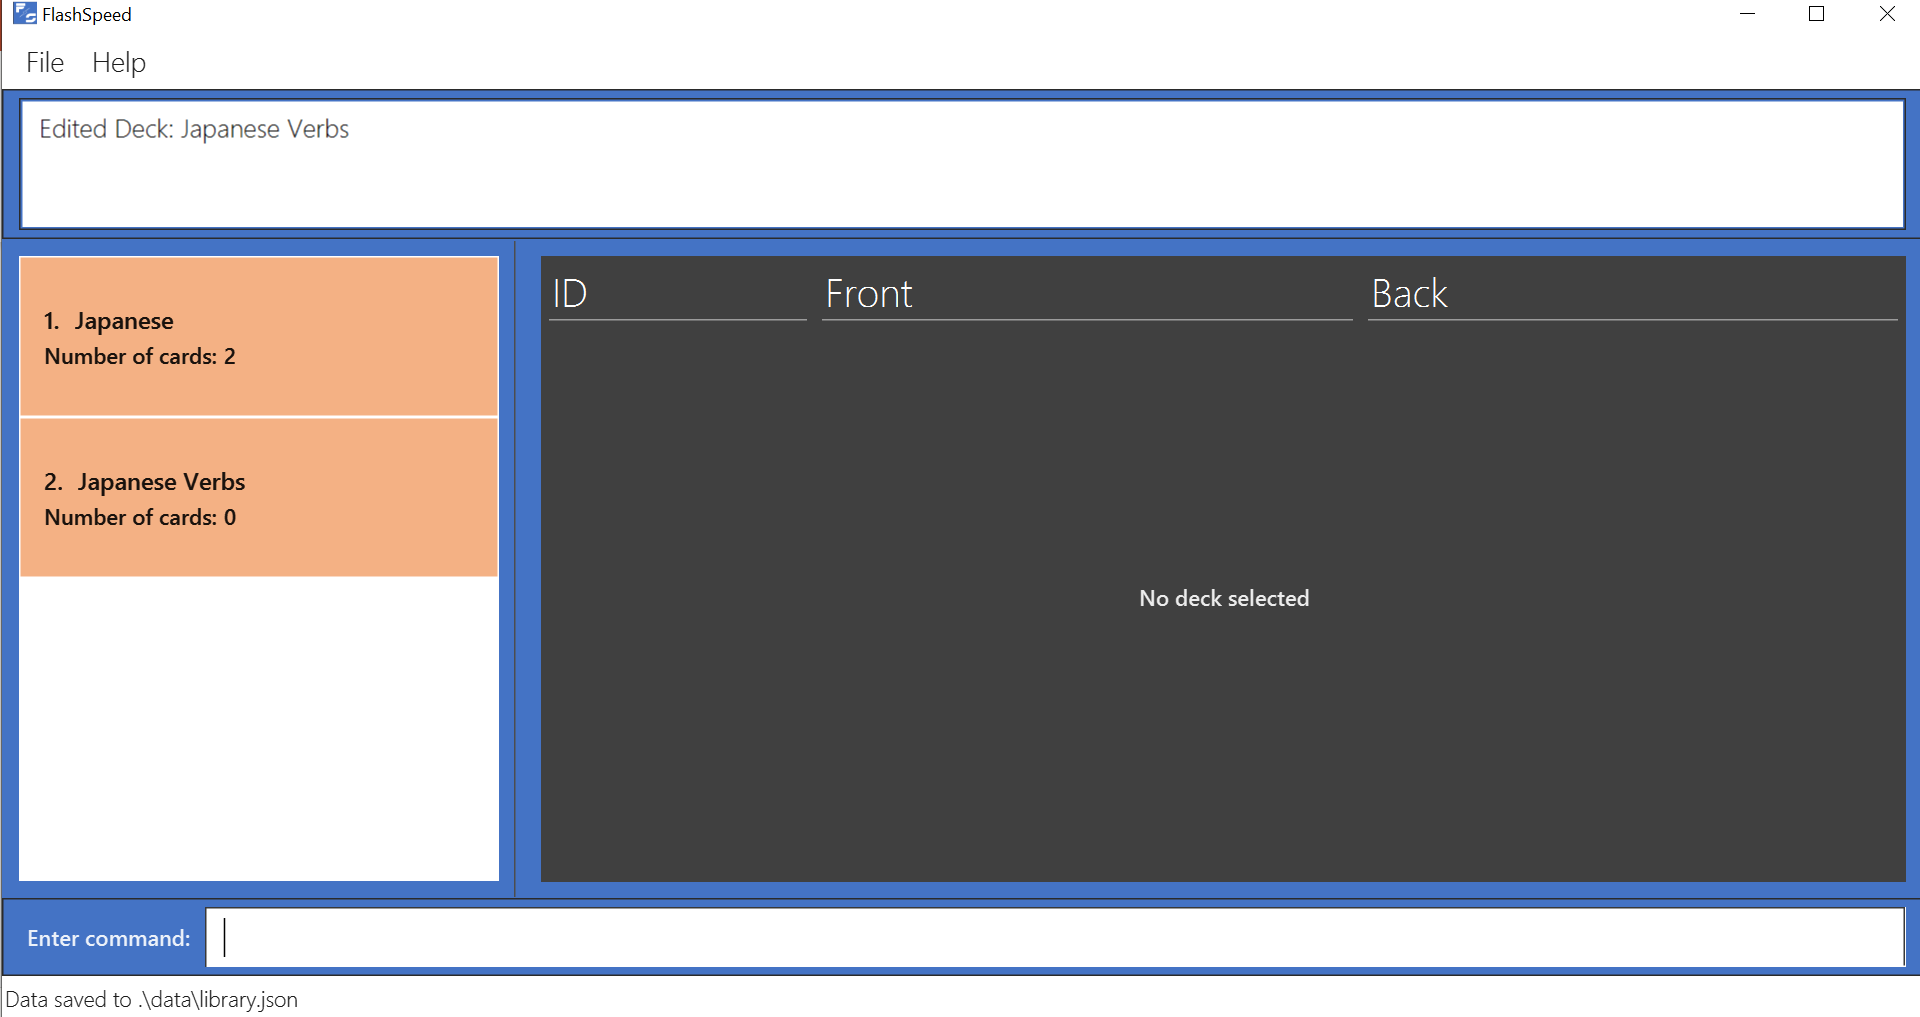 FlashSpeed
File Help
Edited Deck: Japanese Verbs
1. Japanese
Number of cards: 2
2. Japanese Verbs
Number of cards: 0
ID Front Back
No deck selected
Enter command:
Data saved to .\data\library.json